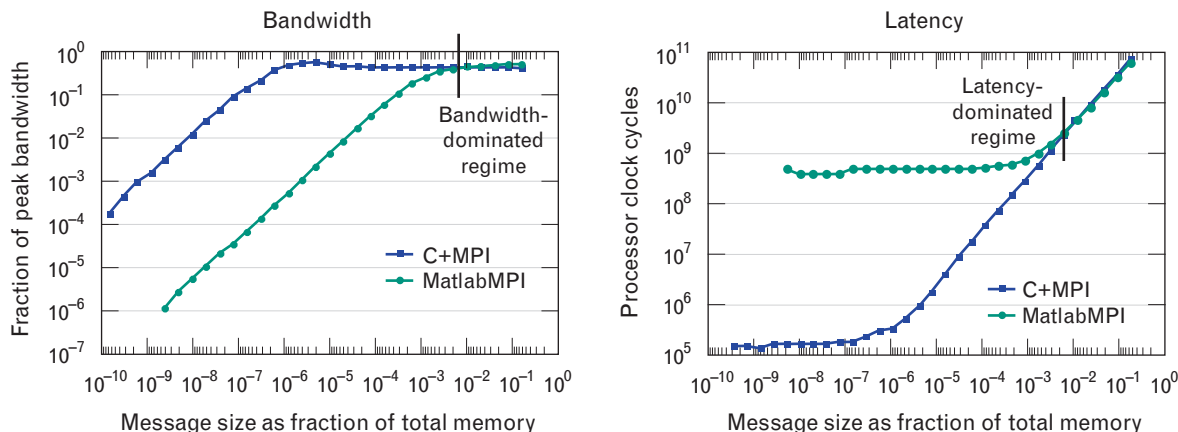 Bandwidth
Fraction of peak bandwidth
10^0
10^-1
10^-2
10^-3
10^-4
10^-5
10^-6
10^-7
Bandwidth-
dominated
regime
C+MPI
MatlabMPI
10^-10 10^-9 10^-8 10^-7 10^-6 10^-5 10^-4 10^-3 10^-2 10^-1 10^0
Message size as fraction of total memory
Latency
Processor clock cycles
10^11
10^10
10^9
10^8
10^7
10^6
10^5
Latency-
dominated
regime
C+MPI
MatlabMPI
10^-10 10^-9 10^-8 10^-7 10^-6 10^-5 10^-4 10^-3 10^-2 10^-1 10^0
Message size as fraction of total memory